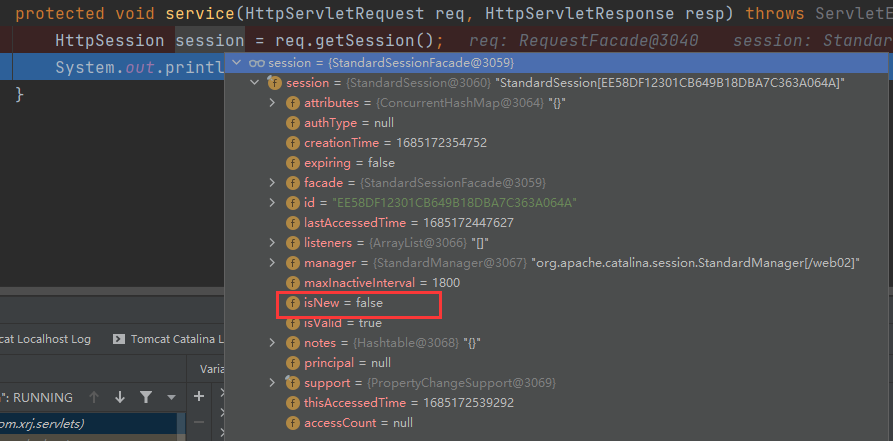 protected void service(HttpServletRequest req, HttpServletResponse resp) throws ServletE
HttpSession session = req.getSession(); req: RequestFacade@3040 session: Standar
System.out.printl
}
session = {StandardSessionFacade@3059}
session = {StandardSession@3060} "StandardSession[EE58DF12301CB649B18DBA7C363A064A]"
attributes = {ConcurrentHashMap@3064} "{}"
authType = null
creationTime = 1685172354752
expiring = false
facade = {StandardSessionFacade@3059}
id = "EE58DF12301CB649B18DBA7C363A064A"
lastAccessedTime = 1685172447627
listeners = {ArrayList@3066} "[]"
manager = {StandardManager@3067} "org.apache.catalina.session.StandardManager[/web02]"
maxInactiveInterval = 1800
isNew = false
isValid = true
notes = {Hashtable@3068} "{}"
principal = null
support = {PropertyChangeSupport@3069}
thisAccessedTime = 1685172539292
accessCount = null
cat Localhost Log
Tomcat Catalina L
Varia
": RUNNING
om.xrj.servlets)